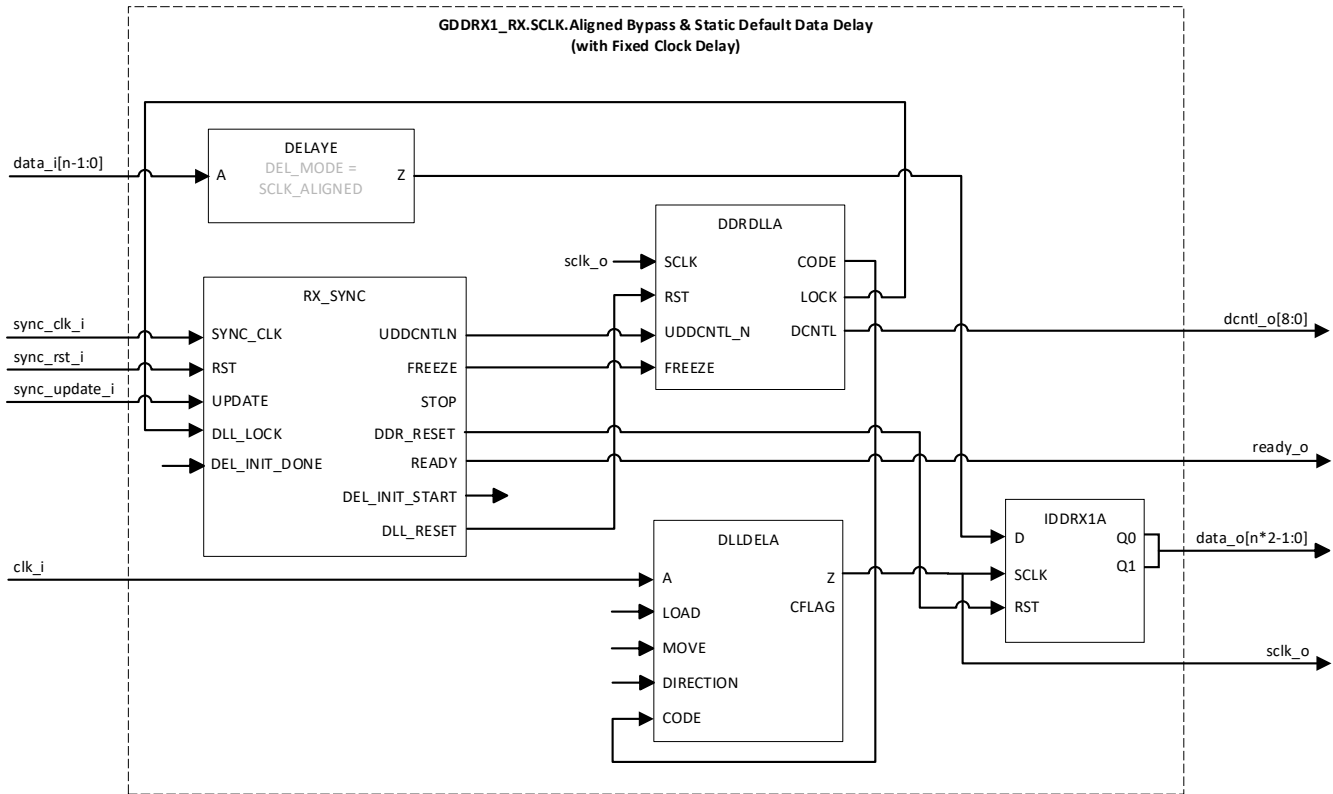 GDDRX1_RX.SCLK.Aligned Bypass & Static Default Data Delay
(with Fixed Clock Delay)
data_i[n-1:0]
DELAYE
DEL_MODE =
SCLK_ALIGNED
A
Z
sync_clk_i
sync_rst_i
sync_update_i
RX_SYNC
SYNC_CLK
RST
UPDATE
DLL_LOCK
DEL_INIT_DONE
UDDCNTLN
FREEZE
STOP
DDR_RESET
READY
DEL_INIT_START
DLL_RESET
sclk_o
DDRDLLA
SCLK
RST
UDDCNTL_N
FREEZE
CODE
LOCK
DCNTL
dcntl_o[8:0]
ready_o
clk_i
DLLDELA
A
LOAD
MOVE
DIRECTION
CODE
Z
CFLAG
IDDRX1A
D
SCLK
RST
Q0
Q1
data_o[n*2-1:0]
sclk_o